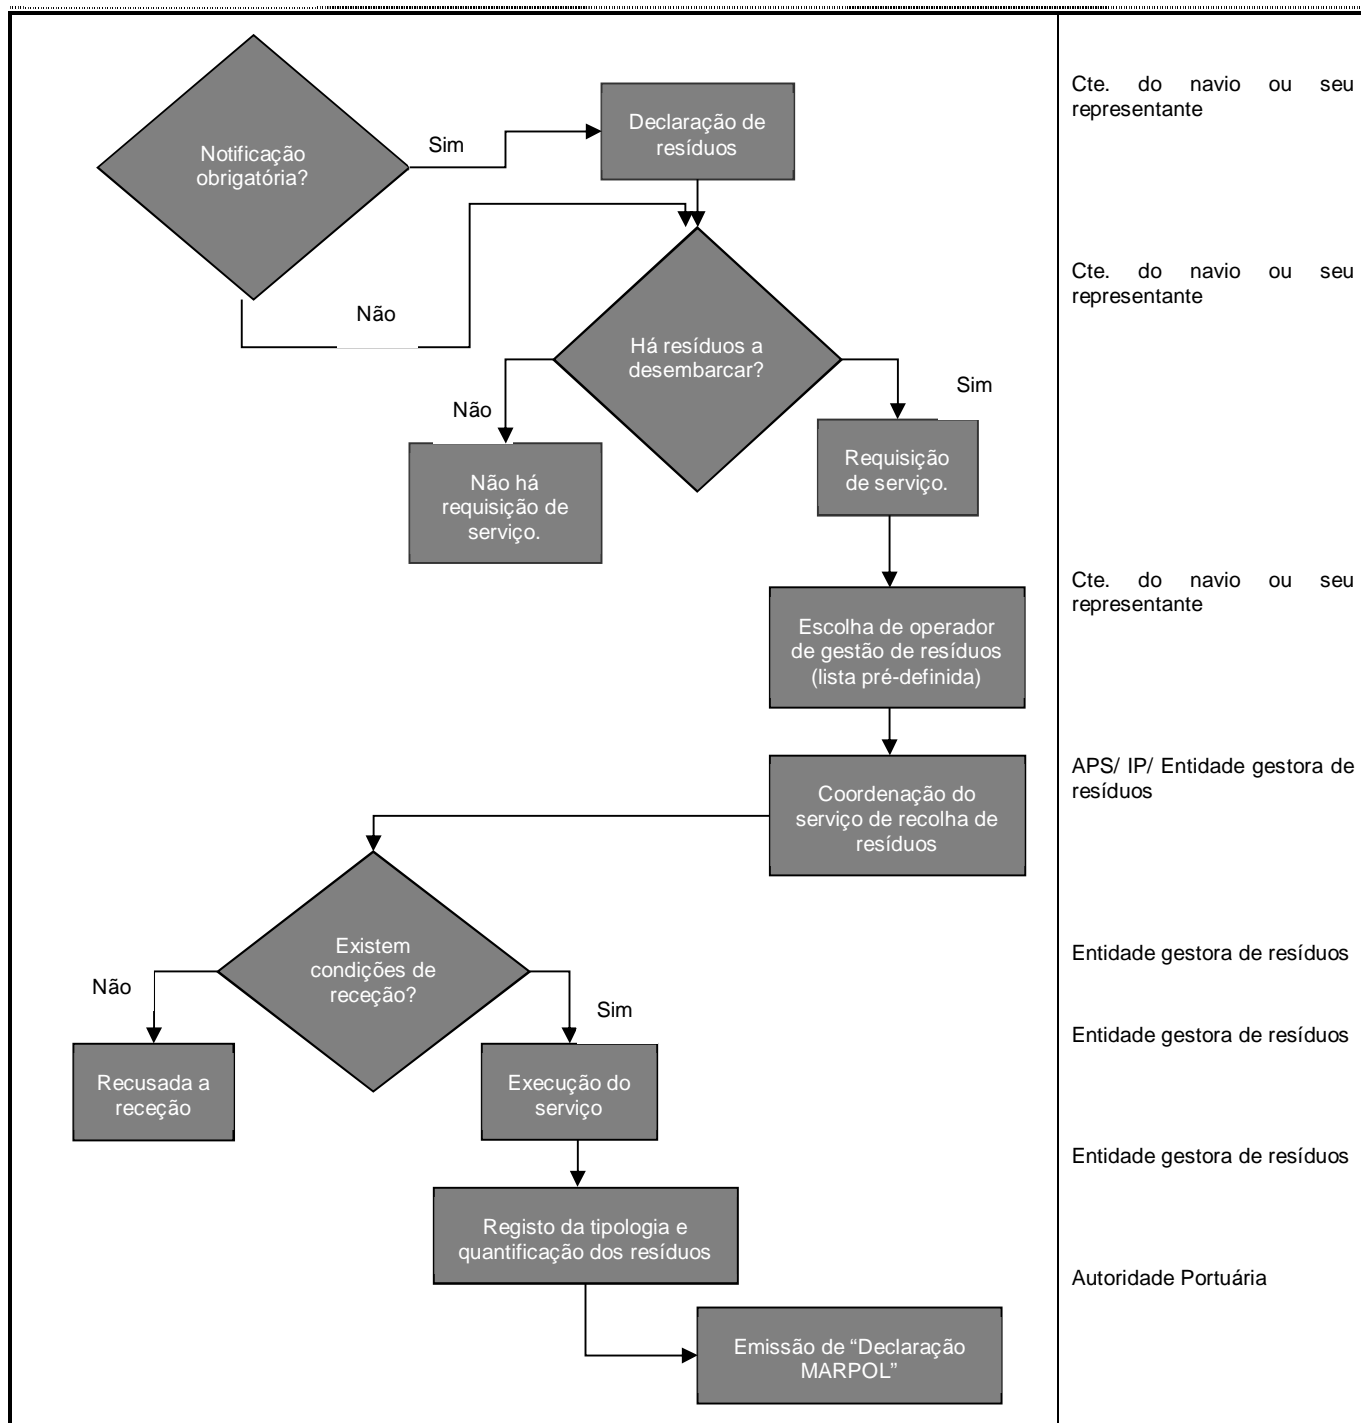 Cte. do navio ou seu
representante
Notificação
obrigatória?
Sim
Declaração de
resíduos
Não
Cte. do navio ou seu
representante
Há resíduos a
desembarcar?
Não
Sim
Não há
requisição de
serviço.
Requisição
de serviço.
Escolha de operador
de gestão de resíduos
(lista pré-definida)
Cte. do navio ou seu
representante
Coordenação do
serviço de recolha de
resíduos
APS/ IP/ Entidade gestora de
resíduos
Existem
condições de
receção?
Entidade gestora de resíduos
Não
Sim
Recusada a
receção
Execução do
serviço
Entidade gestora de resíduos
Registo da tipologia e
quantificação dos resíduos
Entidade gestora de resíduos
Emissão de “Declaração
MARPOL”
Autoridade Portuária